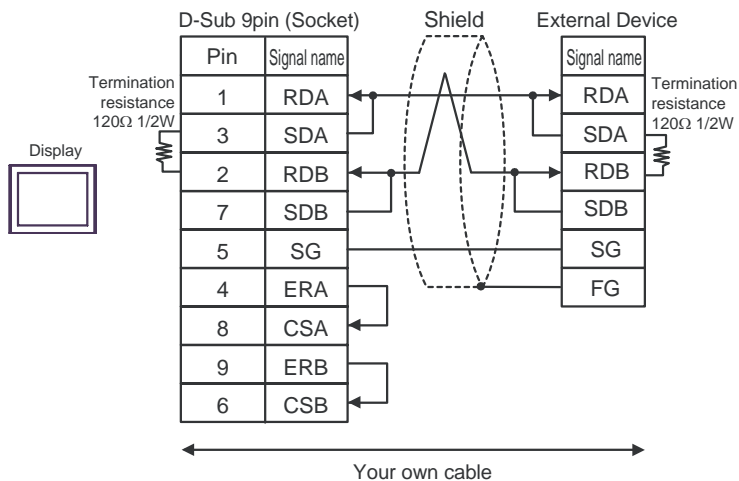 D-Sub 9pin (Socket)
Shield
External Device
Pin
Signal name
Signal name
Termination
resistance
120Ω 1/2W
1
RDA
RDA
Termination
resistance
120Ω 1/2W
3
SDA
SDA
Display
2
RDB
RDB
7
SDB
SDB
5
SG
SG
4
ERA
FG
8
CSA
9
ERB
6
CSB
Your own cable